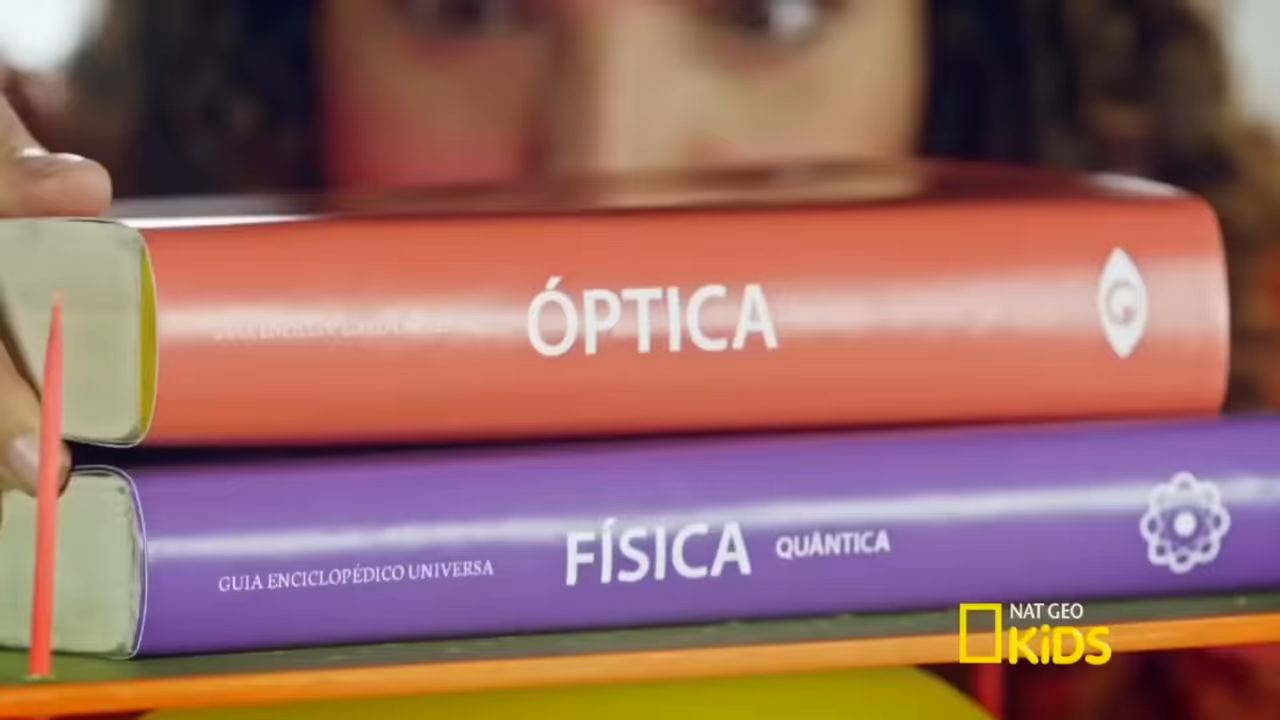 ÓPTICA
GUIA ENCICLOPÉDICO UNIVERSA
FÍSICA QUÂNTICA
NAT GEO
KiDS